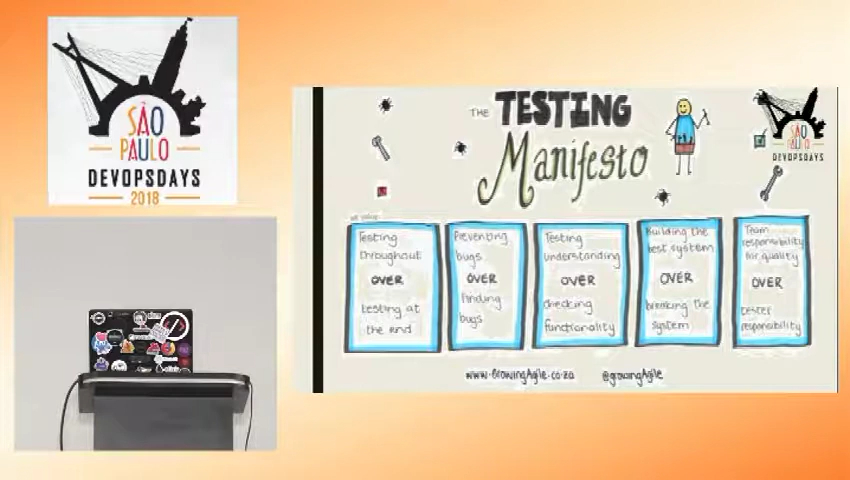 SÃO
PAULO
DEVOPSDAYS
2018
THE TESTING
Manifesto
SÃO
PAULO
DEVOPSDAYS
we value:
Testing
throughout
OVER
testing at
the end
Preventing
bugs
OVER
finding
bugs
Testing
understanding
OVER
checking
functionality
Building the
best system
OVER
breaking the
system
Team
responsibility
for quality
OVER
tester
responsibility
www.GrowingAgile.co.za @growingAgile